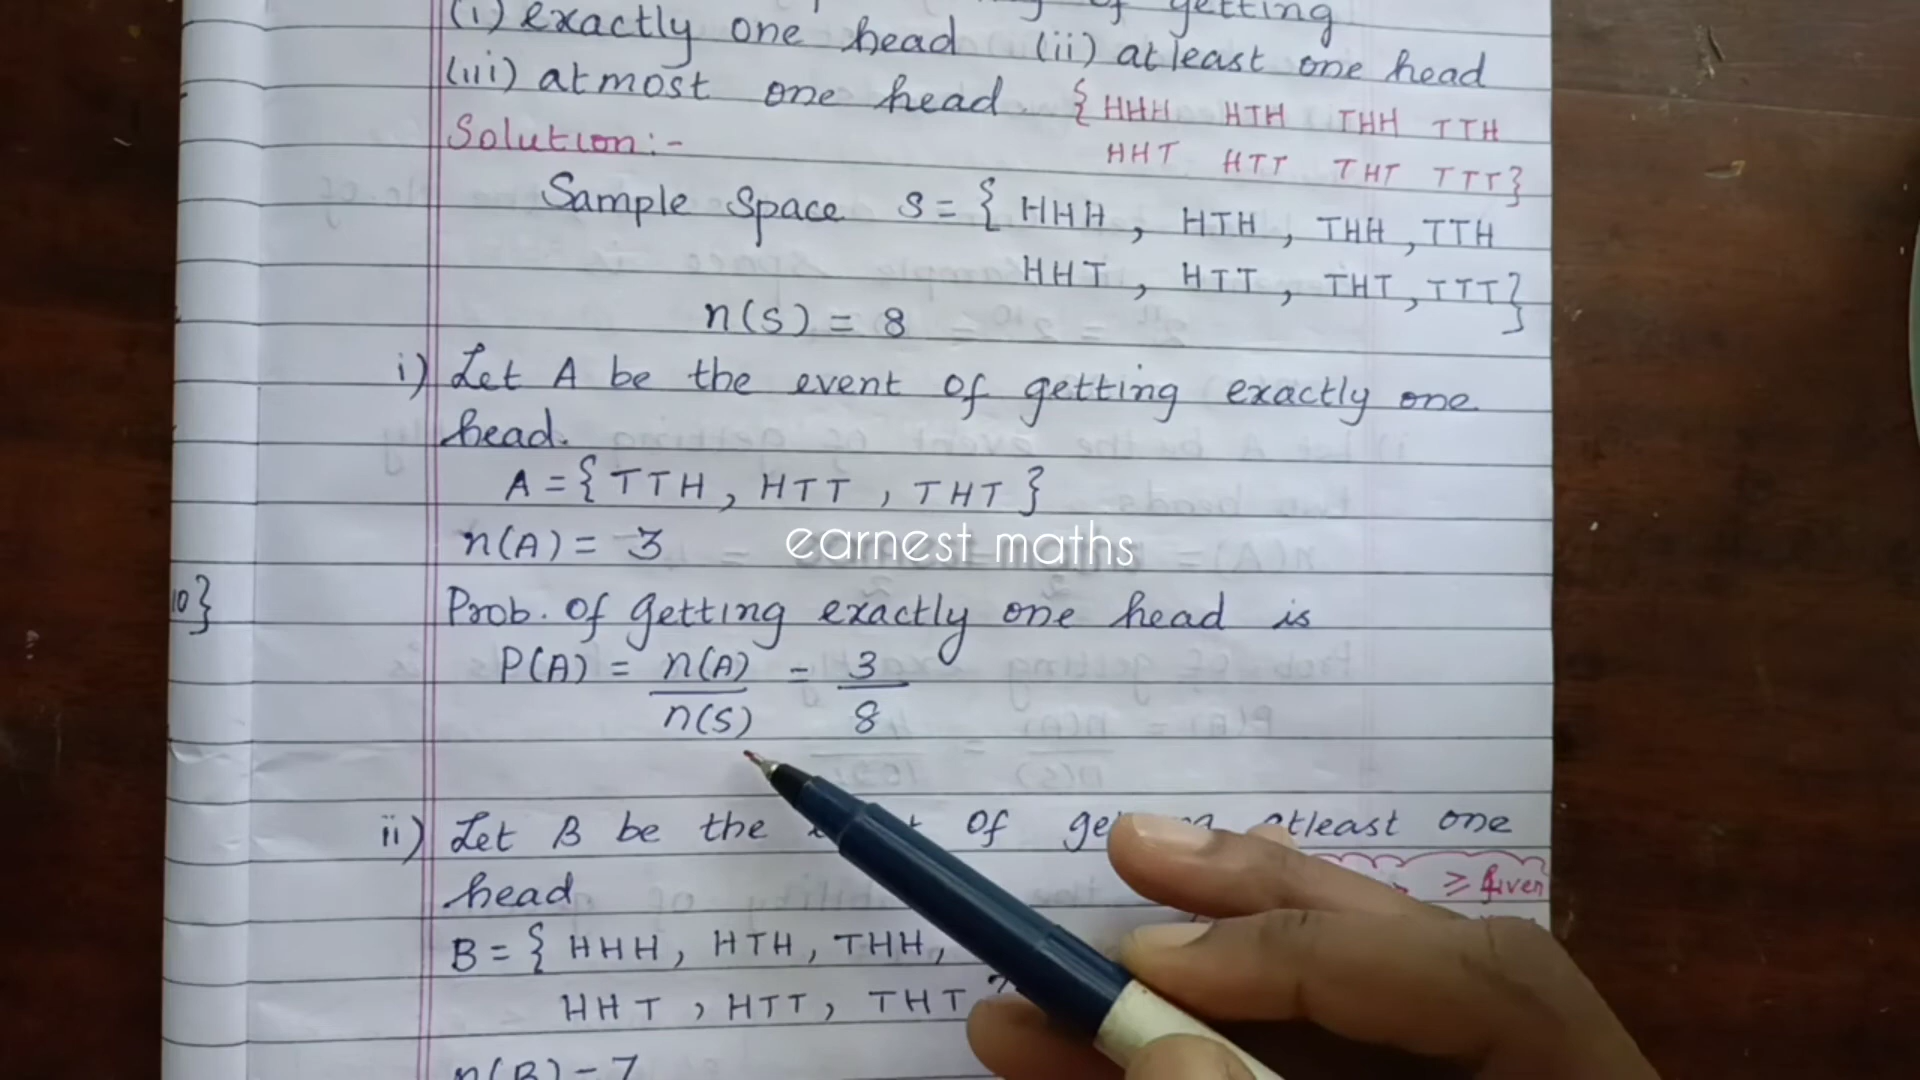 of getting
(i) exactly one head (ii) atleast one head
(iii) atmost one head { HHH HTH THH TTH
HHT HTT THT TTT}
Solution:-
Sample Space S = { HHH, HTH, THH, TTH
HHT, HTT, THT, TTT}
n(S) = 8
i) Let A be the event of getting exactly one
head.
A = { TTH, HTT, THT }
n(A) = 3
earnest maths
10}
Prob. of getting exactly one head is
P(A) = n(A) = 3
n(S) 8
ii) Let B be the of atleast one
≥ given
head
B = { HHH, HTH, THH,
HHT, HTT, THT
n(B) = 7